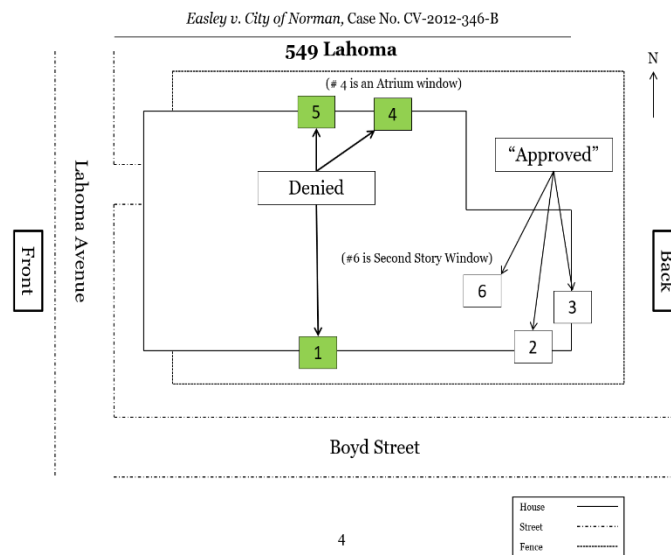 Easley v. City of Norman, Case No. CV-2012-346-B
549 Lahoma
N
(# 4 is an Atrium window)
5
4
"Approved"
Denied
Lahoma Avenue
Front
Back
(#6 is Second Story Window)
6
3
2
1
Boyd Street
House
Street
Fence
4